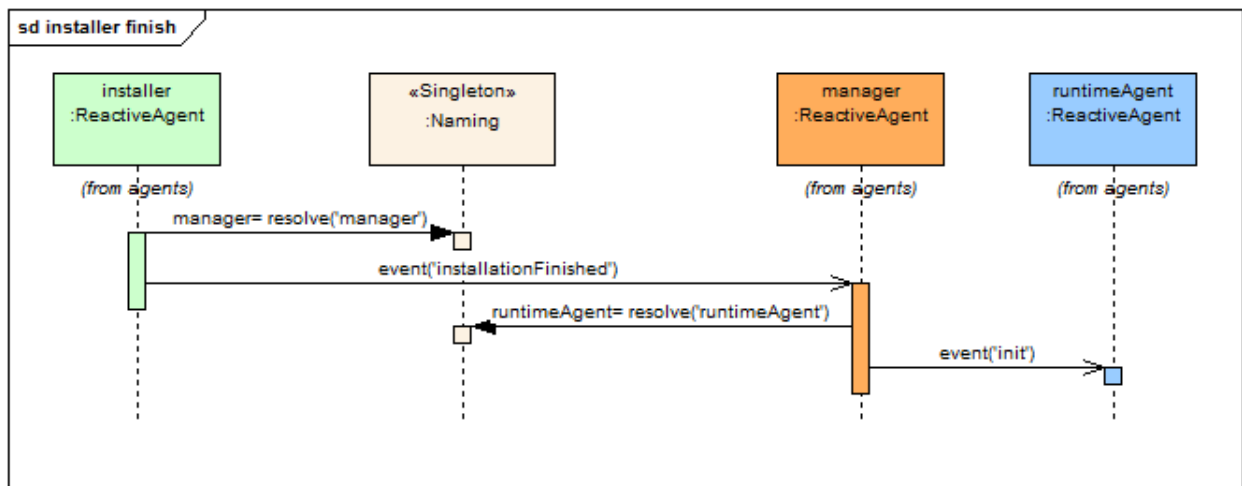 sd installer finish
installer
:ReactiveAgent
«Singleton»
:Naming
manager
:ReactiveAgent
runtimeAgent
:ReactiveAgent
(from agents)
(from agents)
(from agents)
manager= resolve('manager')
event('installationFinished')
runtimeAgent= resolve('runtimeAgent')
event('init')